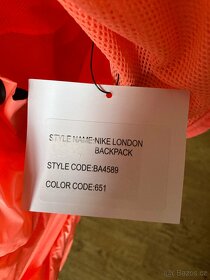 STYLE NAME:NIKE LONDON
BACKPACK
STYLE CODE:BA4589
COLOR CODE:651